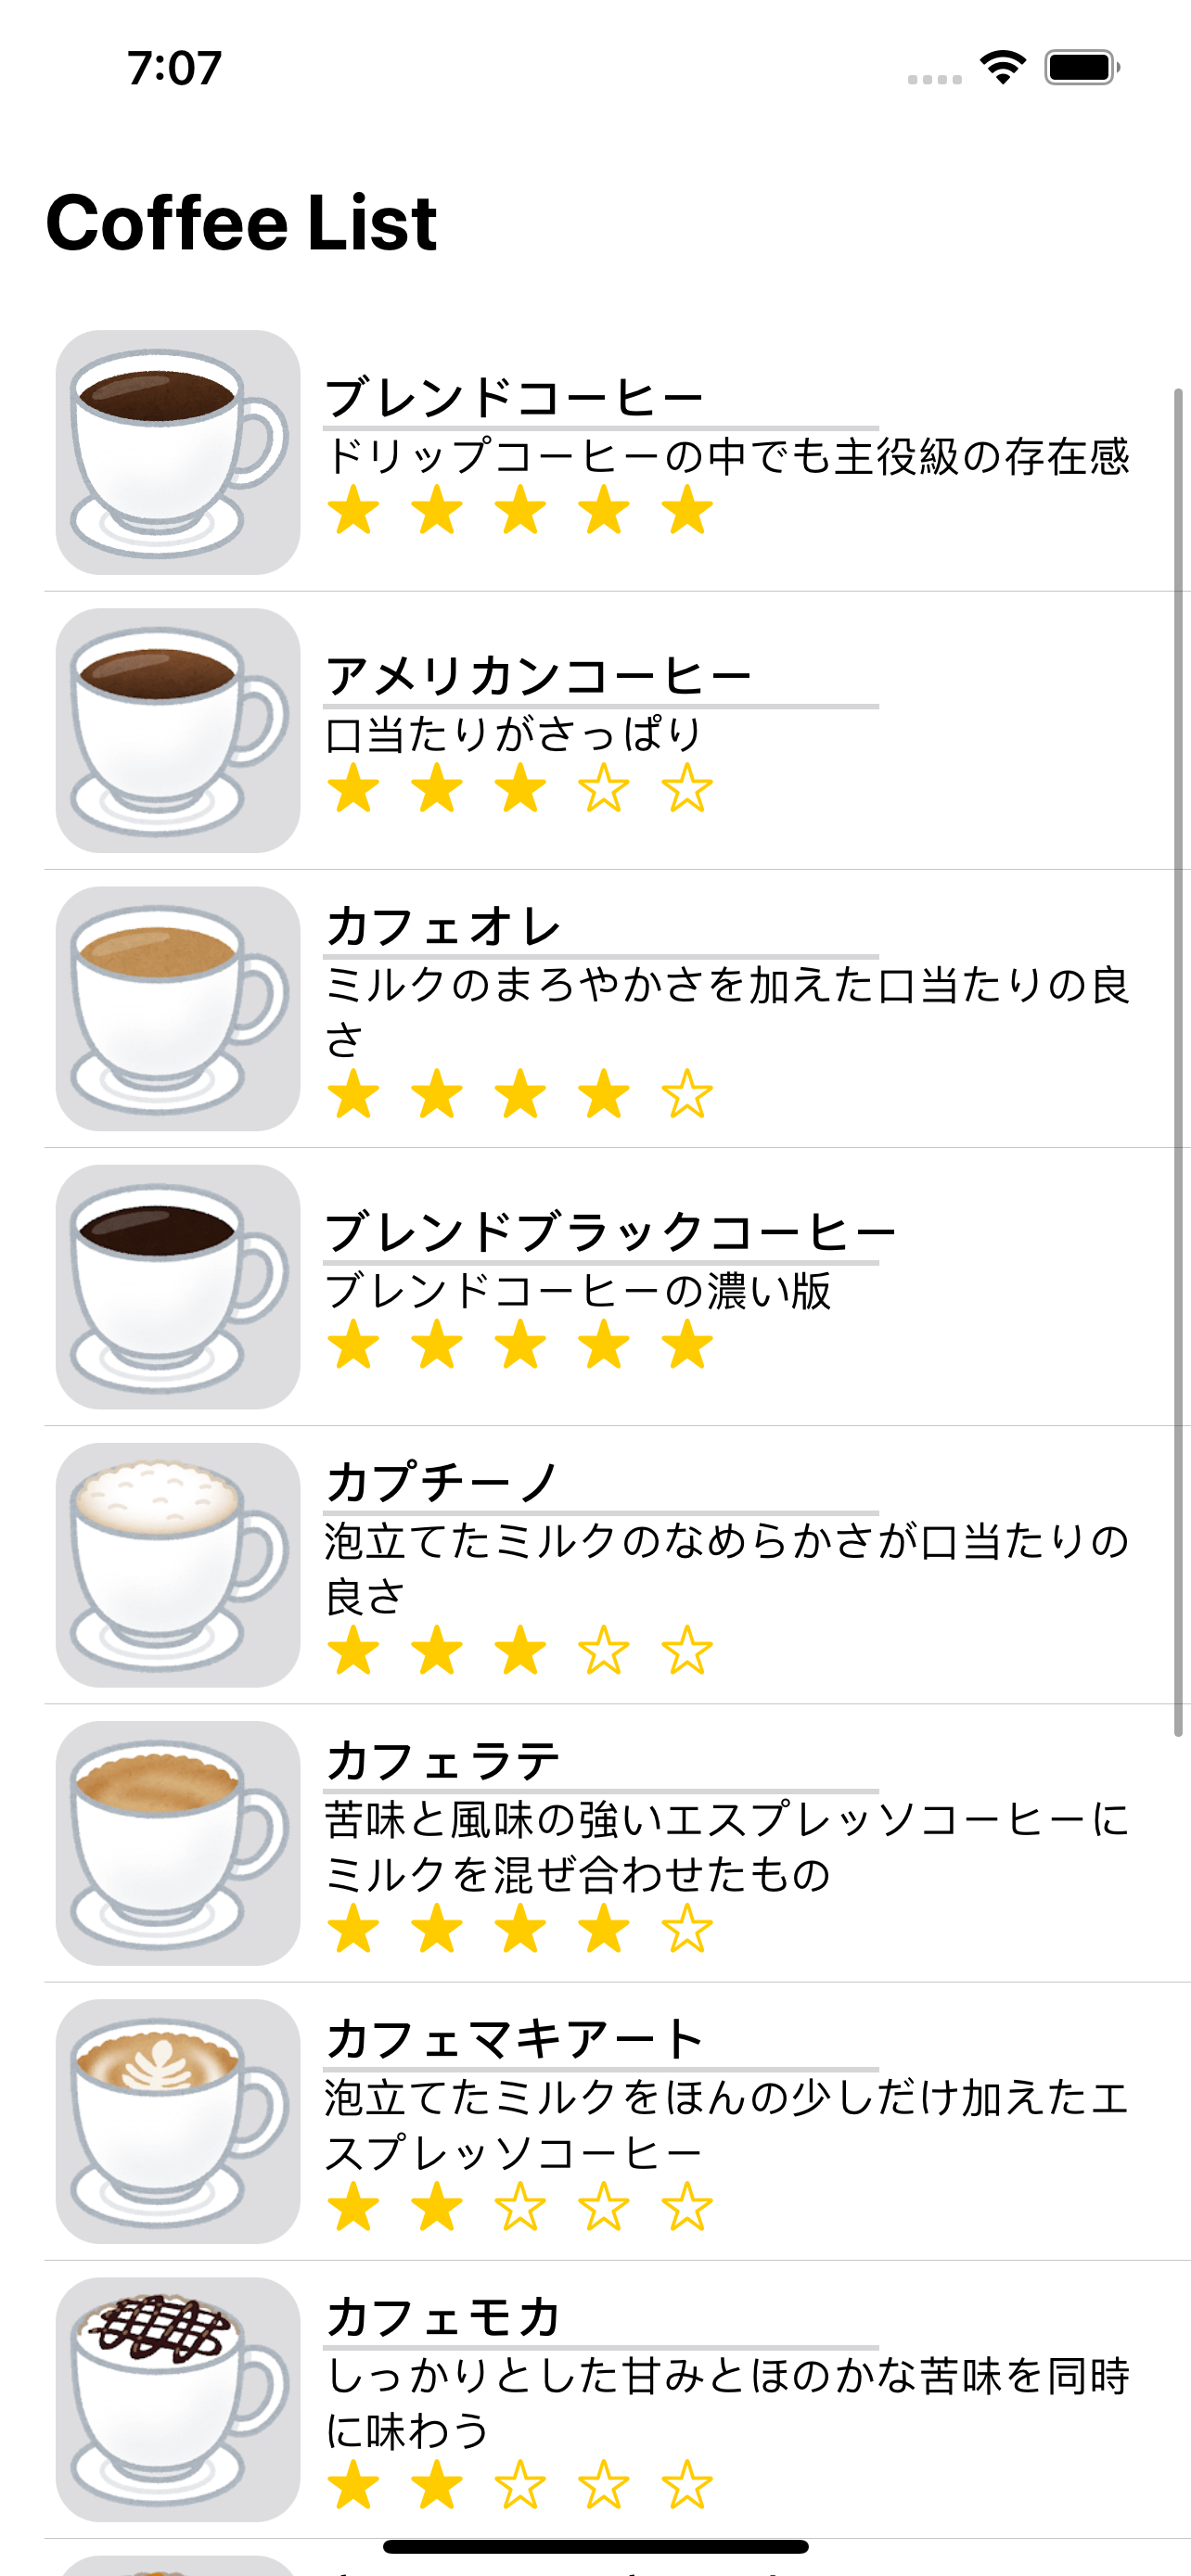 7:07
Coffee List
ブレンドコーヒー
ドリップコーヒーの中でも主役級の存在感
アメリカンコーヒー
口当たりがさっぱり
カフェオレ
ミルクのまろやかさを加えた口当たりの良
さ
ブレンドブラックコーヒー
ブレンドコーヒーの濃い版
カプチーノ
泡立てたミルクのなめらかさが口当たりの
良さ
カフェラテ
苦味と風味の強いエスプレッソコーヒーに
ミルクを混ぜ合わせたもの
カフェマキアート
泡立てたミルクをほんの少しだけ加えたエ
スプレッソコーヒー
カフェモカ
しっかりとした甘みとほのかな苦味を同時
に味わう